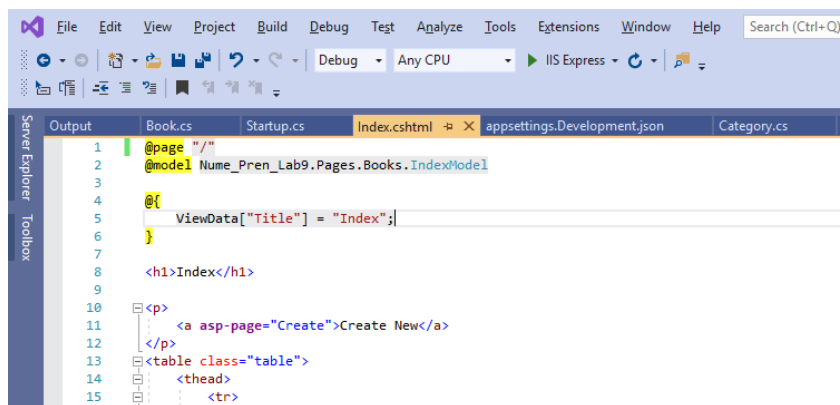 File Edit View Project Build Debug Test Analyze Tools Extensions Window Help Search (Ctrl+Q)
Debug Any CPU IIS Express
Server Explorer
Toolbox
Output Book.cs Startup.cs Index.cshtml appsettings.Development.json Category.cs
1 @page "/"
2 @model Nume_Pren_Lab9.Pages.Books.IndexModel
3
4 @{
5 ViewData["Title"] = "Index";
6 }
7
8 <h1>Index</h1>
9
10 <p>
11 <a asp-page="Create">Create New</a>
12 </p>
13 <table class="table">
14 <thead>
15 <tr>